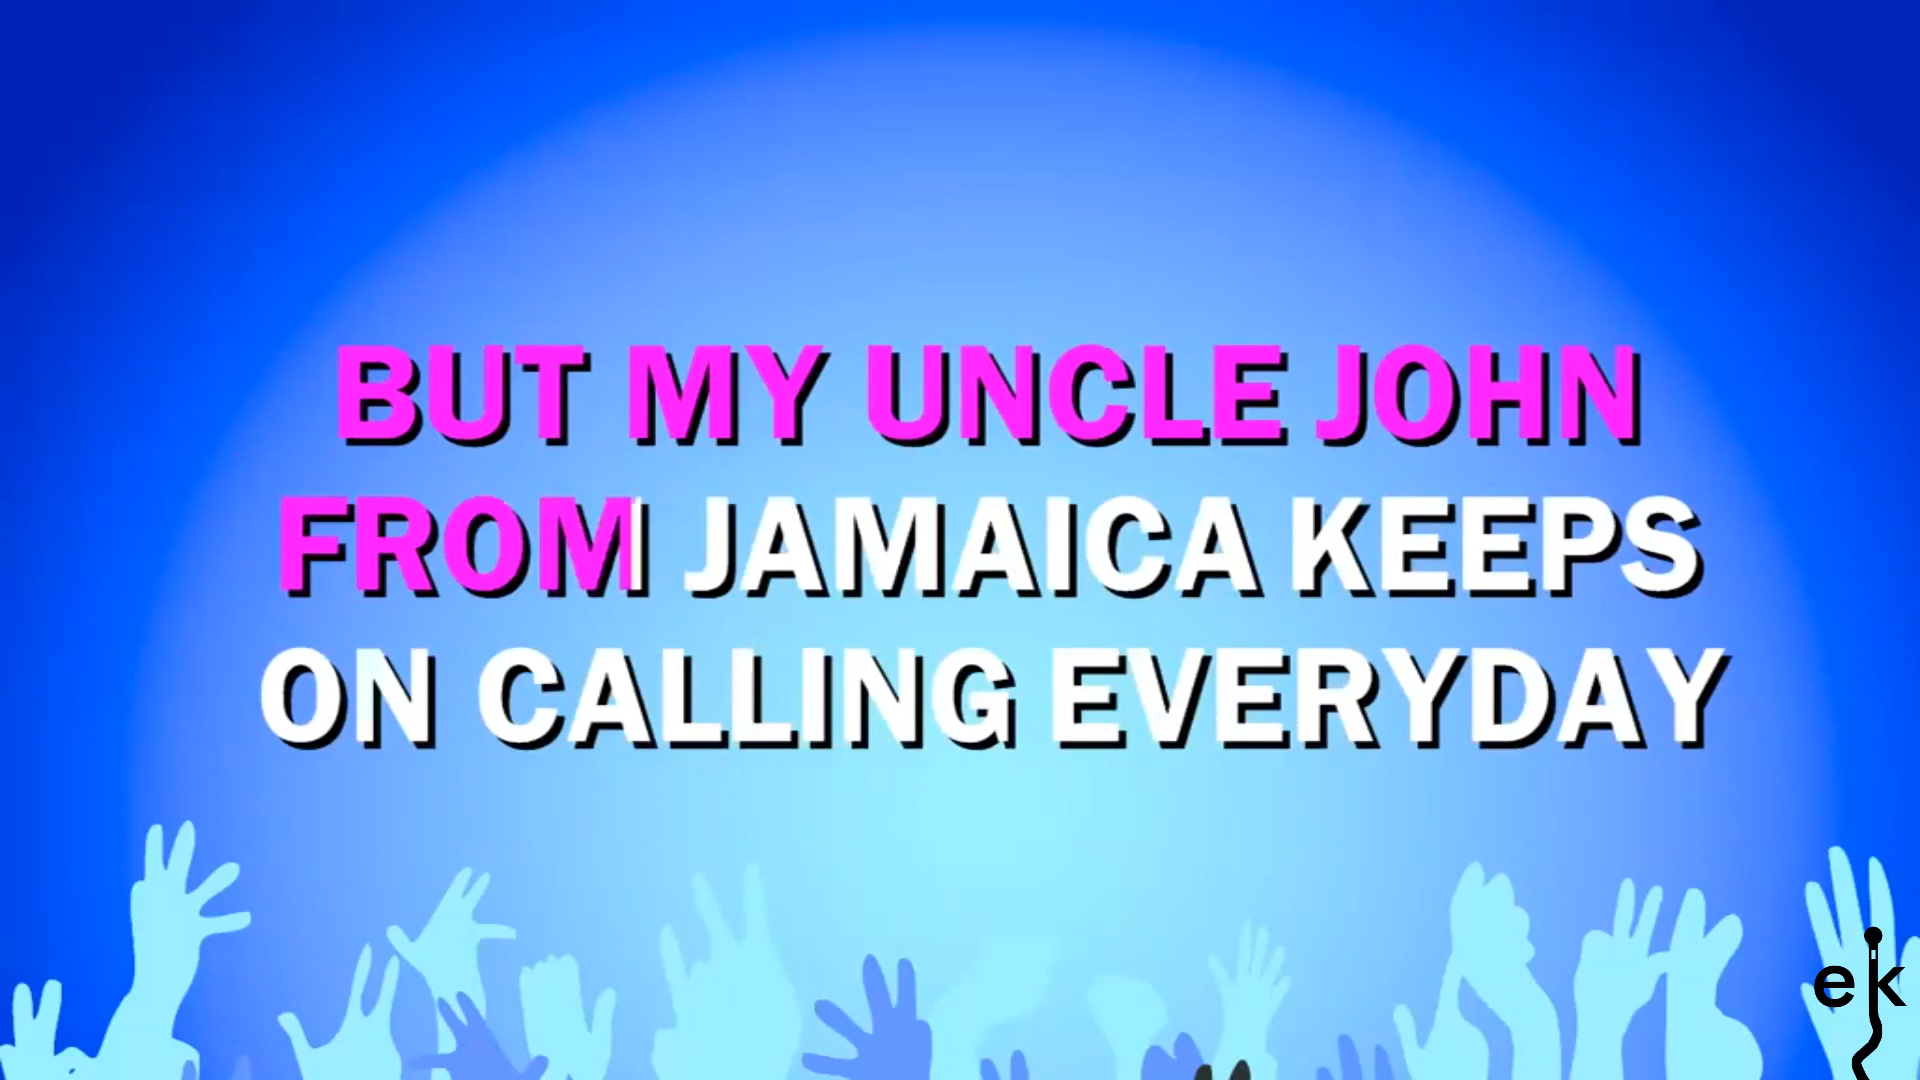 BUT MY UNCLE JOHN
FROM JAMAICA KEEPS
ON CALLING EVERYDAY
ek